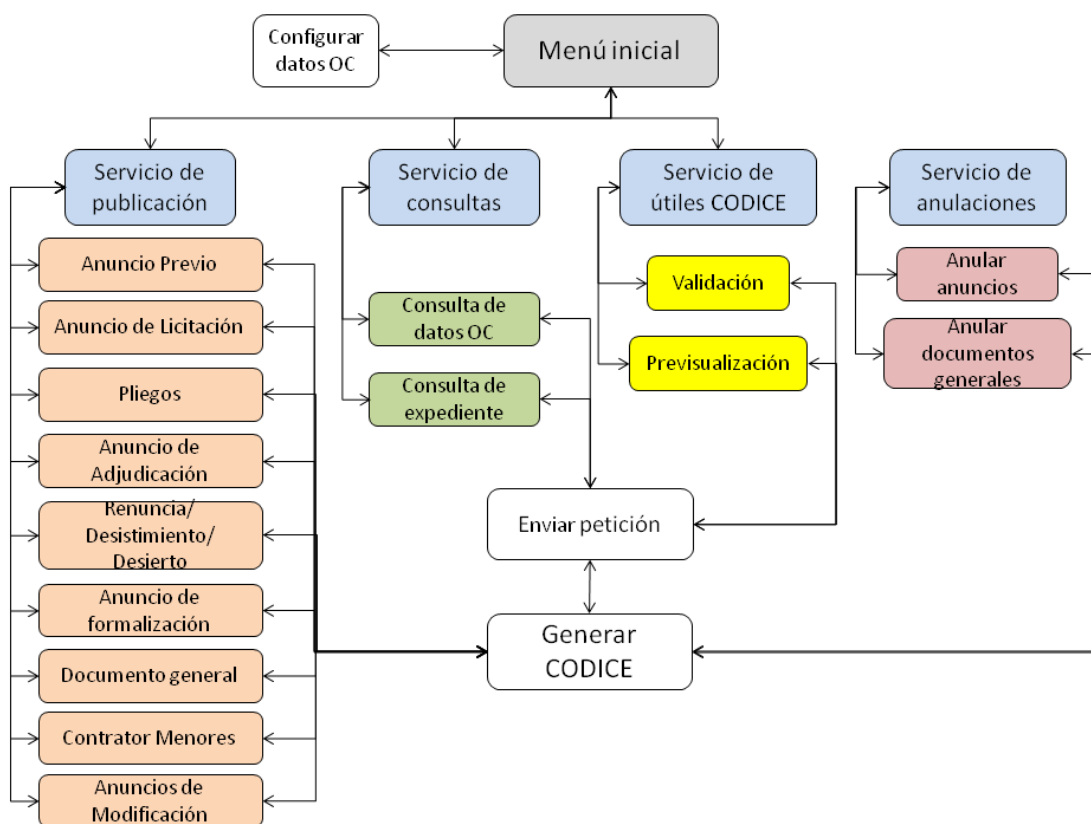 Configurar
datos OC
Menú inicial
Servicio de
publicación
Servicio de
consultas
Servicio de
útiles CODICE
Servicio de
anulaciones
Anuncio Previo
Anuncio de Licitación
Pliegos
Anuncio de
Adjudicación
Renuncia/
Desistimiento/
Desierto
Anuncio de
formalización
Documento general
Contrator Menores
Anuncios de
Modificación
Consulta de
datos OC
Consulta de
expediente
Validación
Previsualización
Anular
anuncios
Anular
documentos
generales
Enviar petición
Generar
CODICE